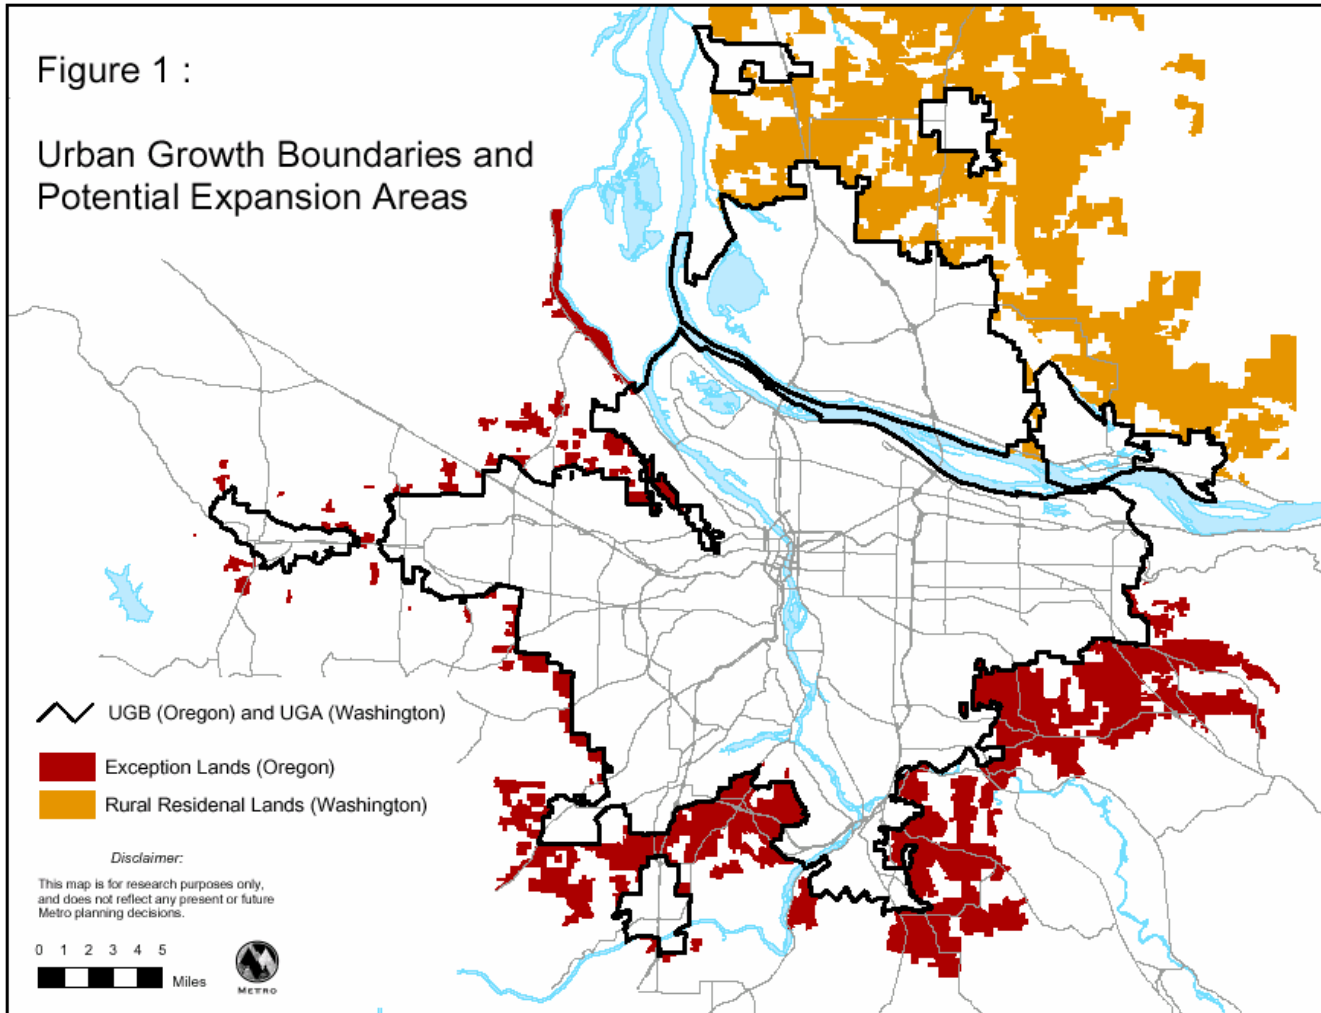 Figure 1 :
Urban Growth Boundaries and
Potential Expansion Areas
UGB (Oregon) and UGA (Washington)
Exception Lands (Oregon)
Rural Residenal Lands (Washington)
Disclaimer:
This map is for research purposes only,
and does not reflect any present or future
Metro planning decisions.
0 1 2 3 4 5
Miles
METRO